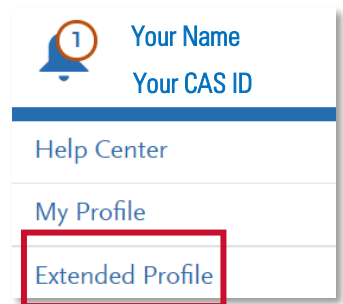 1
Your Name
Your CAS ID
Help Center
My Profile
Extended Profile